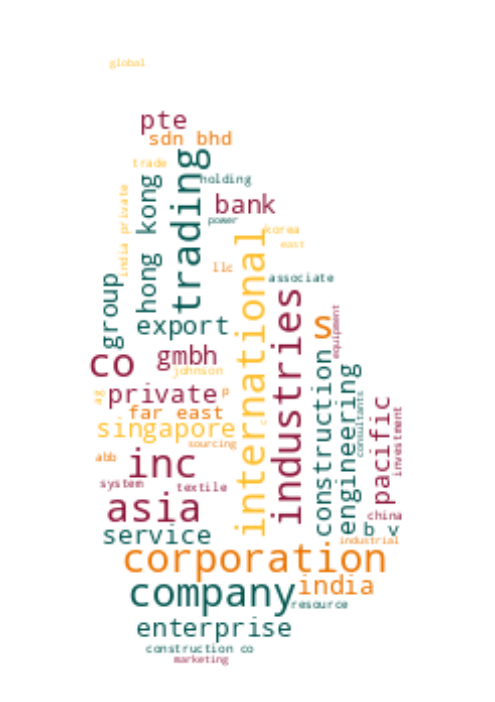 global
pte
sdn bhd
trade
trading
holding
hong kong
india private
bank
power
korea
east
international
llc
associate
group
industries
export
s
equipment
co
gmbh
johnson
construction
engineering
consultants
private
p
ag
far east
pacific
investment
singapore
c
sourcing
abb
inc
system
textile
asia
china
service
b v
industrial
corporation
company
india
resource
enterprise
construction co
marketing